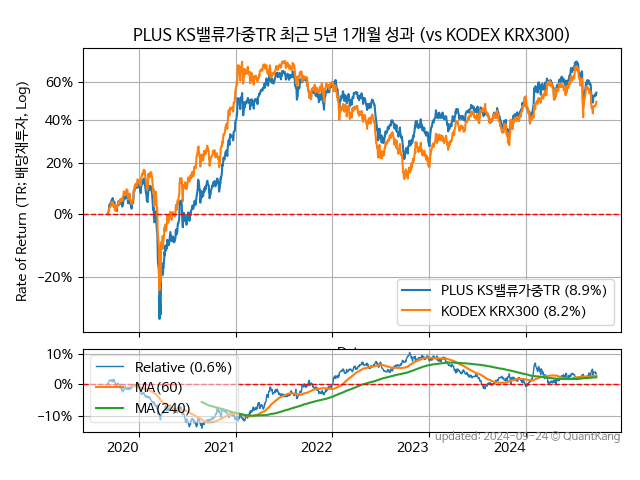 PLUS KS밸류가중TR 최근 5년 1개월 성과 (vs KODEX KRX300)
Rate of Return (TR: 배당재투자, Log)
60%
40%
20%
0%
−20%
PLUS KS밸류가중TR (8.9%)
KODEX KRX300 (8.2%)
10%
0%
−10%
Relative (0.6%)
MA(60)
MA(240)
2020
2021
2022
2023
2024
updated: 2024-09-24 © QuantKang